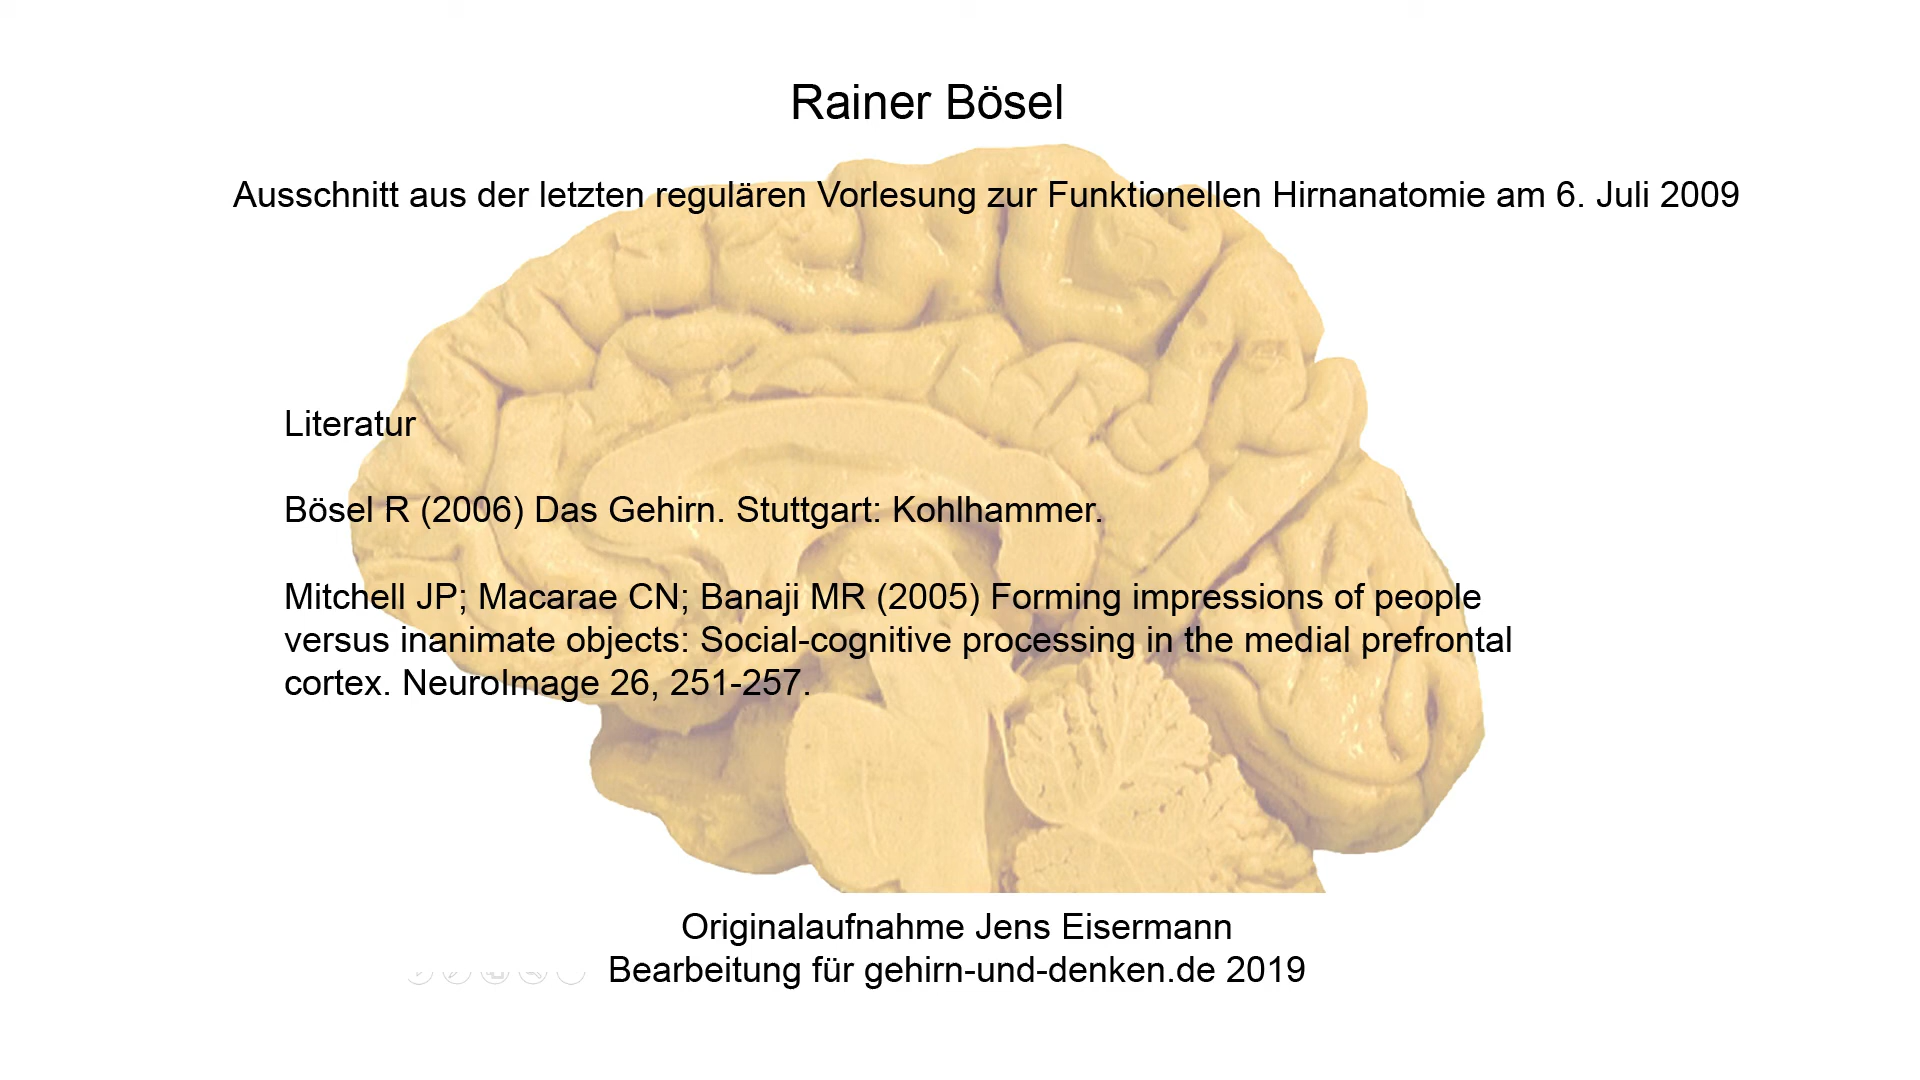 Rainer Bösel
Ausschnitt aus der letzten regulären Vorlesung zur Funktionellen Hirnanatomie am 6. Juli 2009
Literatur
Bösel R (2006) Das Gehirn. Stuttgart: Kohlhammer.
Mitchell JP; Macarae CN; Banaji MR (2005) Forming impressions of people
versus inanimate objects: Social-cognitive processing in the medial prefrontal
cortex. NeuroImage 26, 251-257.
Originalaufnahme Jens Eisermann
Bearbeitung für gehirn-und-denken.de 2019